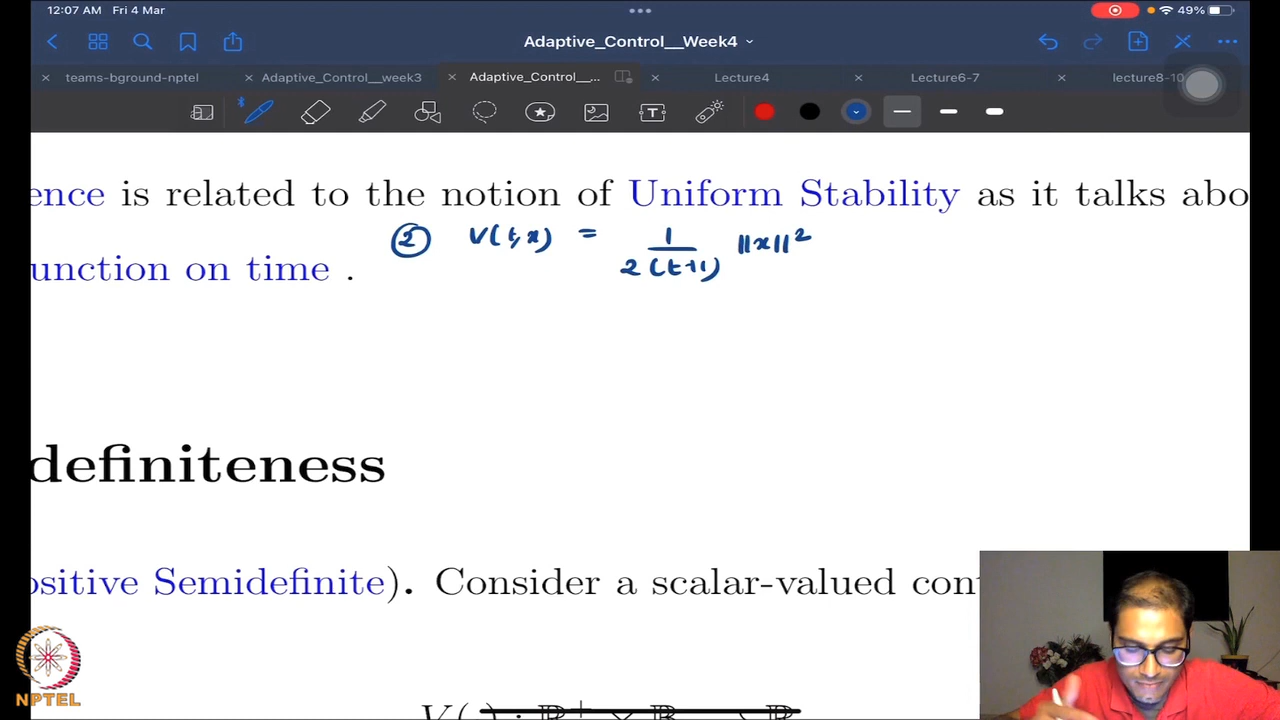 12:07 AM Fri 4 Mar
49%
Adaptive_Control__Week4
teams-bground-nptel
Adaptive_Control__week3
Adaptive_Control__...
Lecture4
Lecture6-7
lecture8-10
ence is related to the notion of Uniform Stability as it talks abo
② V(t,x) = 1/2(t+1) ||x||²
unction on time .
definiteness
ositive Semidefinite). Consider a scalar-valued con
NPTEL